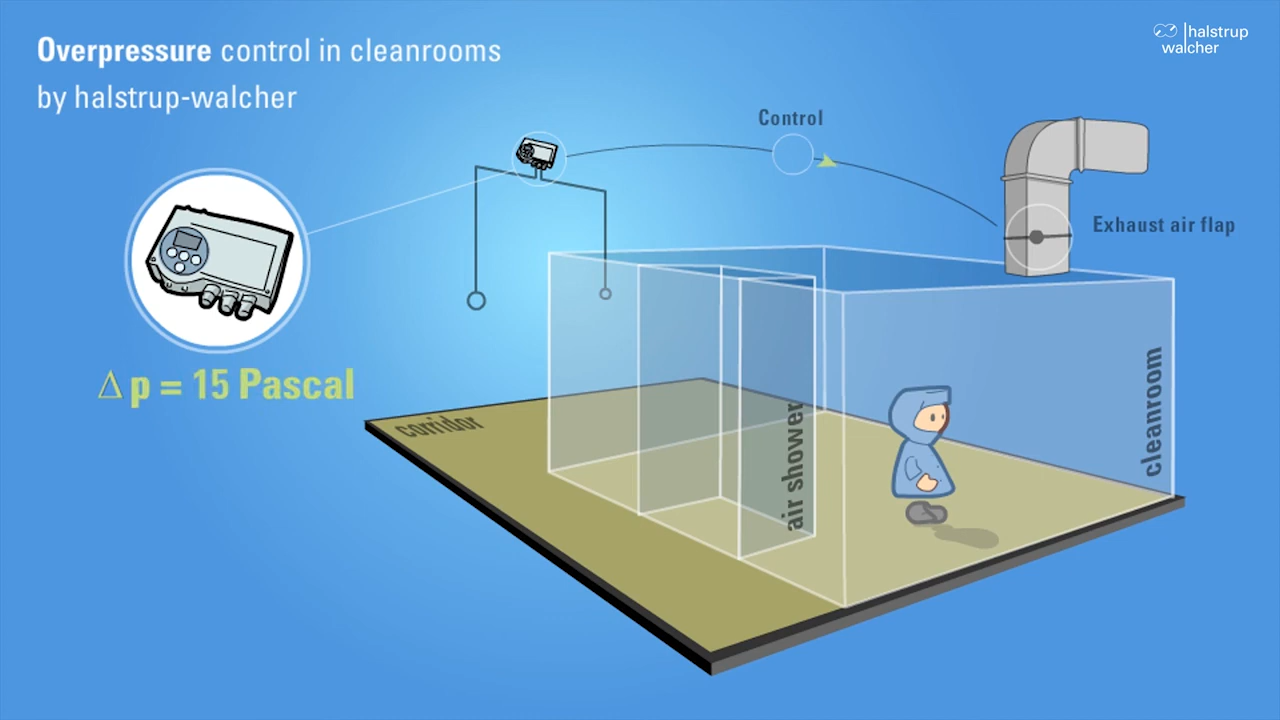 Overpressure control in cleanrooms
by halstrup-walcher
halstrup
walcher
Control
Exhaust air flap
Δ p = 15 Pascal
corridor
air shower
cleanroom